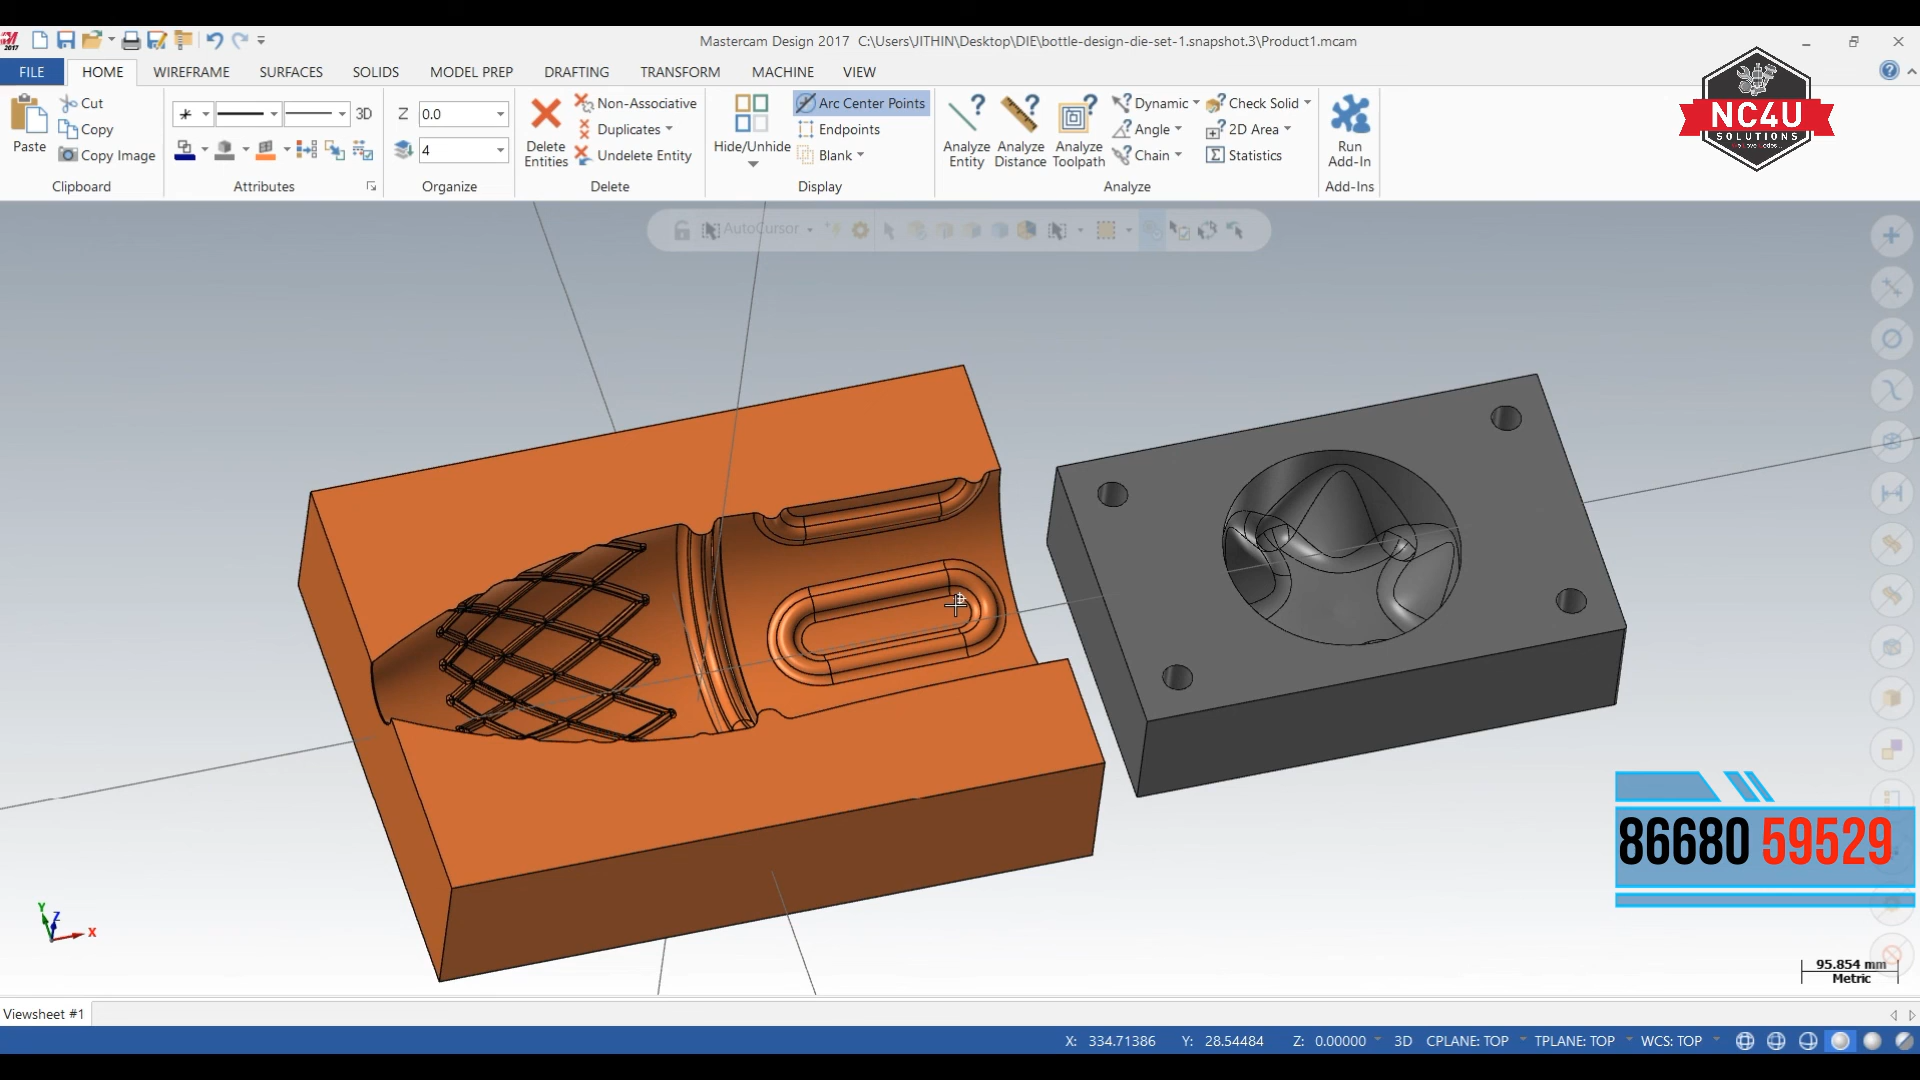 Mastercam Design 2017 C:\Users\JITHIN\Desktop\DIE\bottle-design-die-set-1.snapshot.3\Product1.mcam
2017
FILE HOME WIREFRAME SURFACES SOLIDS MODEL PREP DRAFTING TRANSFORM MACHINE VIEW
Paste
Cut
Copy
Copy Image
Clipboard
3D
Attributes
Z 0.0
4
Organize
Delete Entities
Non-Associative
Duplicates
Undelete Entity
Delete
Hide/Unhide
Arc Center Points
Endpoints
Blank
Display
Analyze Entity
Analyze Distance
Analyze Toolpath
Dynamic
Angle
Chain
Check Solid
2D Area
Statistics
Analyze
Run Add-In
Add-Ins
NC4U
SOLUTIONS
AutoCursor
86680 59529
Y
Z
X
95.854 mm
Metric
Viewsheet #1
X: 334.71386 Y: 28.54484 Z: 0.00000 3D CPLANE: TOP TPLANE: TOP WCS: TOP